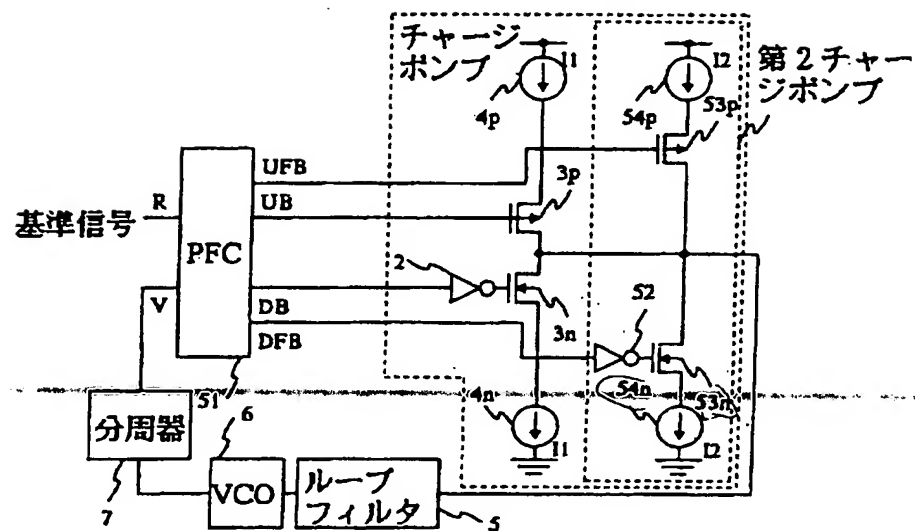 チャージ
ポンプ
I1
4p
I2
54p
53p
第2チャー
ジポンプ
UFB
UB
R
基準信号
PFC
V
DB
DFB
3p
2
3n
52
51
4n
I1
54n
53n
I2
分周器
7
6
VCO
ループ
フィルタ
5